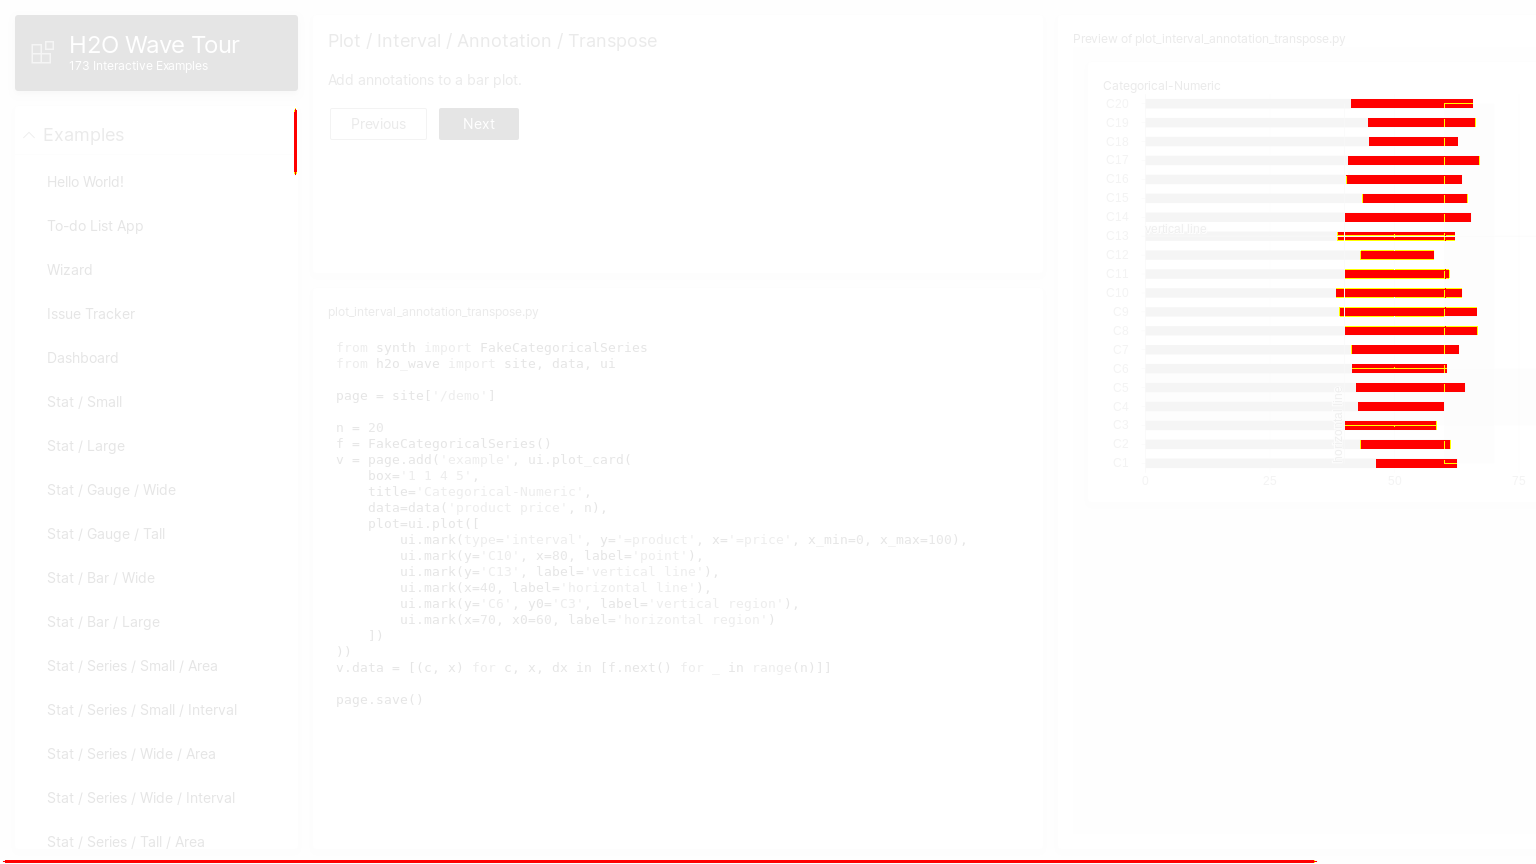 H2O Wave Tour
173 Interactive Examples
Examples
Hello World!
To-do List App
Wizard
Issue Tracker
Dashboard
Stat / Small
Stat / Large
Stat / Gauge / Wide
Stat / Gauge / Tall
Stat / Bar / Wide
Stat / Bar / Large
Stat / Series / Small / Area
Stat / Series / Small / Interval
Stat / Series / Wide / Area
Stat / Series / Wide / Interval
Stat / Series / Tall / Area
Plot / Interval / Annotation / Transpose
Add annotations to a bar plot.
Previous
Next
plot_interval_annotation_transpose.py
from synth import FakeCategoricalSeries
from h2o_wave import site, data, ui
page = site['/demo']
n = 20
f = FakeCategoricalSeries()
v = page.add('example', ui.plot_card(
box='1 1 4 5',
title='Categorical-Numeric',
data=data('product price', n),
plot=ui.plot([
ui.mark(type='interval', y='=product', x='=price', x_min=0, x_max=100),
ui.mark(y='C10', x=80, label='point'),
ui.mark(y='C13', label='vertical line'),
ui.mark(x=40, label='horizontal line'),
ui.mark(y='C6', y0='C3', label='vertical region'),
ui.mark(x=70, x0=60, label='horizontal region')
])
))
v.data = [(c, x) for c, x, dx in [f.next() for _ in range(n)]]
page.save()
Preview of plot_interval_annotation_transpose.py
Categorical-Numeric
C20
C19
C18
C17
C16
C15
C14
C13
vertical line
C12
C11
C10
C9
C8
C7
C6
C5
C4
C3
C2
C1
horizontal line
0
25
50
75